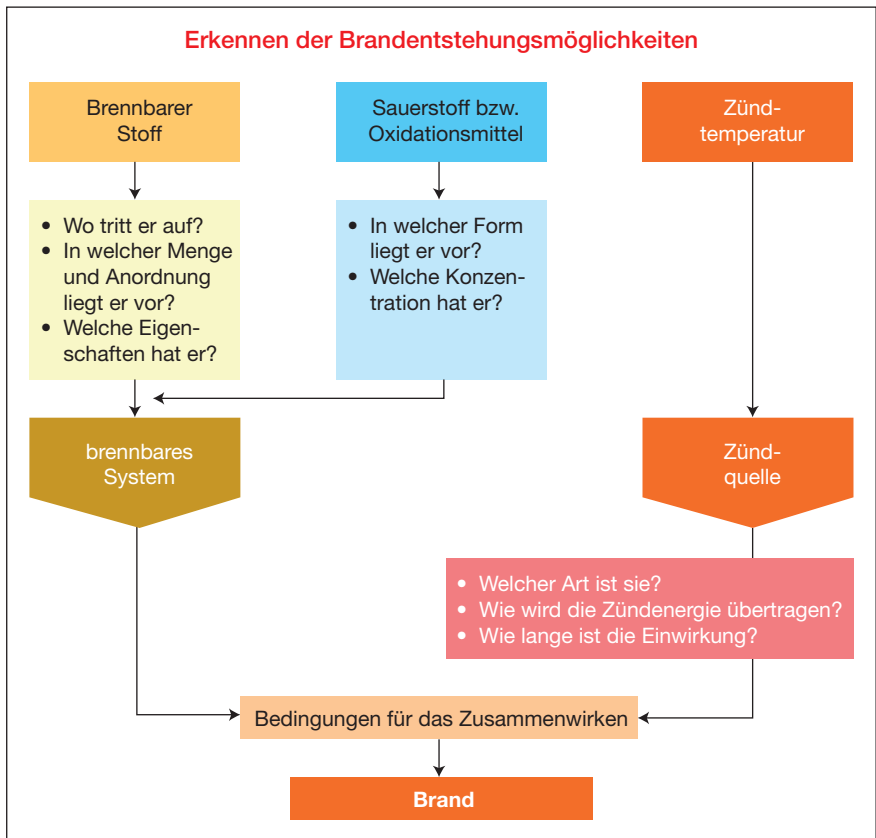 Erkennen der Brandentstehungsmöglichkeiten
Brennbarer
Stoff
Sauerstoff bzw.
Oxidationsmittel
Zünd-
temperatur
• Wo tritt er auf?
• In welcher Menge
und Anordnung
liegt er vor?
• Welche Eigen-
schaften hat er?
• In welcher Form
liegt er vor?
• Welche Konzen-
tration hat er?
brennbares
System
Zünd-
quelle
• Welcher Art ist sie?
• Wie wird die Zündenergie übertragen?
• Wie lange ist die Einwirkung?
Bedingungen für das Zusammenwirken
Brand